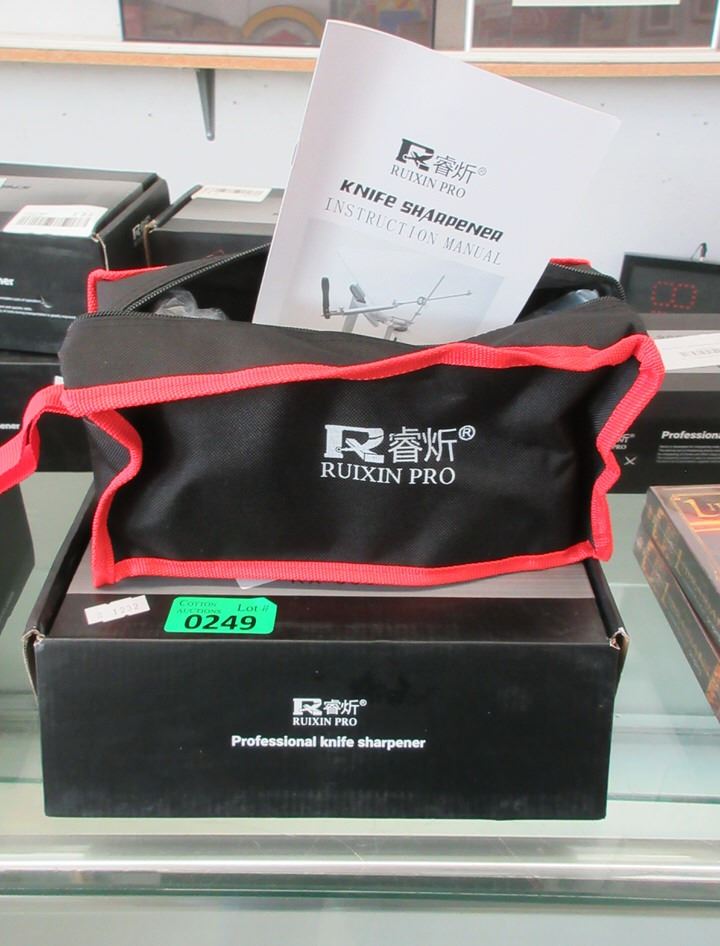 睿炘®
RUIXIN PRO
KNIFE SHARPENER
INSTRUCTION MANUAL
睿炘®
RUIXIN PRO
COTTON AUCTIONS Lot #
0249
睿炘®
RUIXIN PRO
Professional knife sharpener